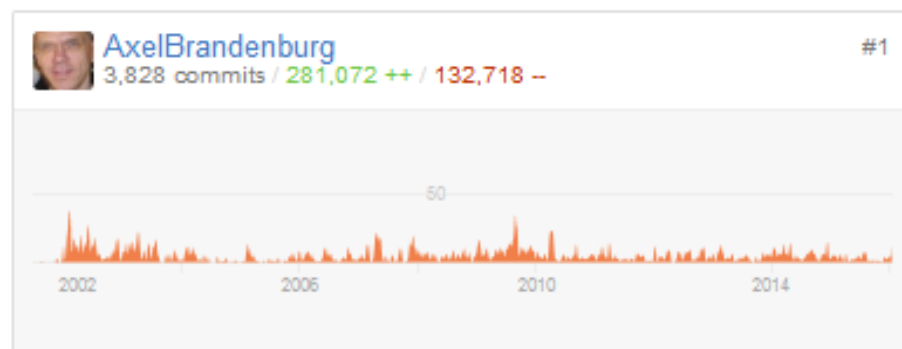 AxelBrandenburg #1
3,828 commits / 281,072 ++ / 132,718 --
50
2002 2006 2010 2014